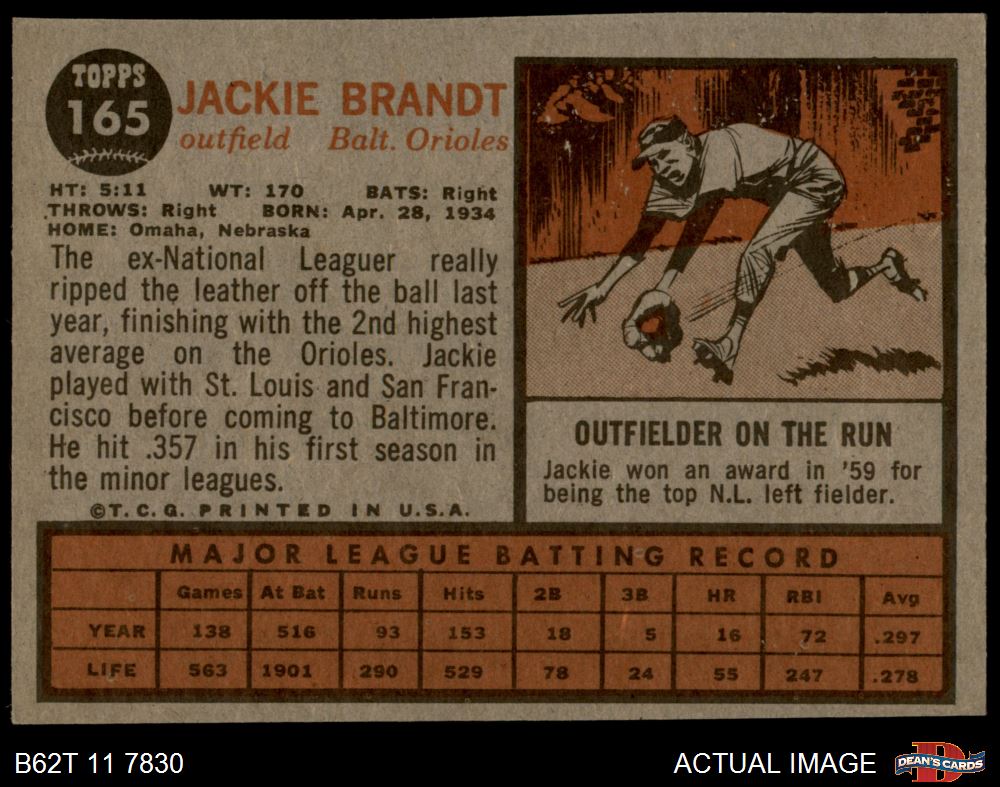 TOPPS
165
JACKIE BRANDT
outfield Balt. Orioles
HT: 5:11 WT: 170 BATS: Right
THROWS: Right BORN: Apr. 28, 1934
HOME: Omaha, Nebraska
The ex-National Leaguer really
ripped the leather off the ball last
year, finishing with the 2nd highest
average on the Orioles. Jackie
played with St. Louis and San Fran-
cisco before coming to Baltimore.
He hit .357 in his first season in
the minor leagues.
©T.C.G. PRINTED IN U.S.A.
OUTFIELDER ON THE RUN
Jackie won an award in '59 for
being the top N.L. left fielder.
MAJOR LEAGUE BATTING RECORD
Games At Bat Runs Hits 2B 3B HR RBI Avg
YEAR 138 516 93 153 18 5 16 72 .297
LIFE 563 1901 290 529 78 24 55 247 .278
B62T 11 7830 ACTUAL IMAGE DEAN'S CARDS